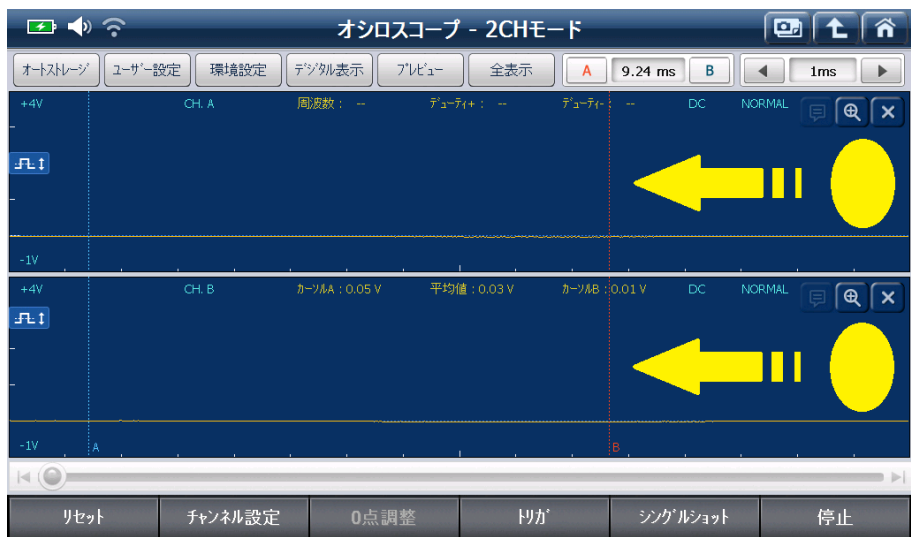 オシロスコープ - 2CHモード
オートストレージ ユーザー設定 環境設定 デジタル表示 プレビュー 全表示 A 9.24 ms B 1ms
+4V CH. A 周波数： -- デューティ+： -- デューティ-： -- DC NORMAL
-1V
+4V CH. B カーソルA：0.05 V 平均値：0.03 V カーソルB：0.01 V DC NORMAL
-1V A B
リセット チャンネル設定 0点調整 トリガ シングルショット 停止